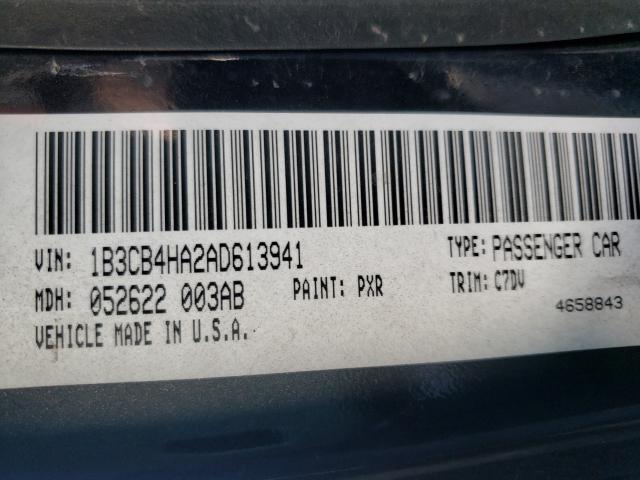 VIN: 1B3CB4HA2AD613941 TYPE: PASSENGER CAR
MDH: 052622 003AB PAINT: PXR TRIM: C7DV
VEHICLE MADE IN U.S.A. 4658843